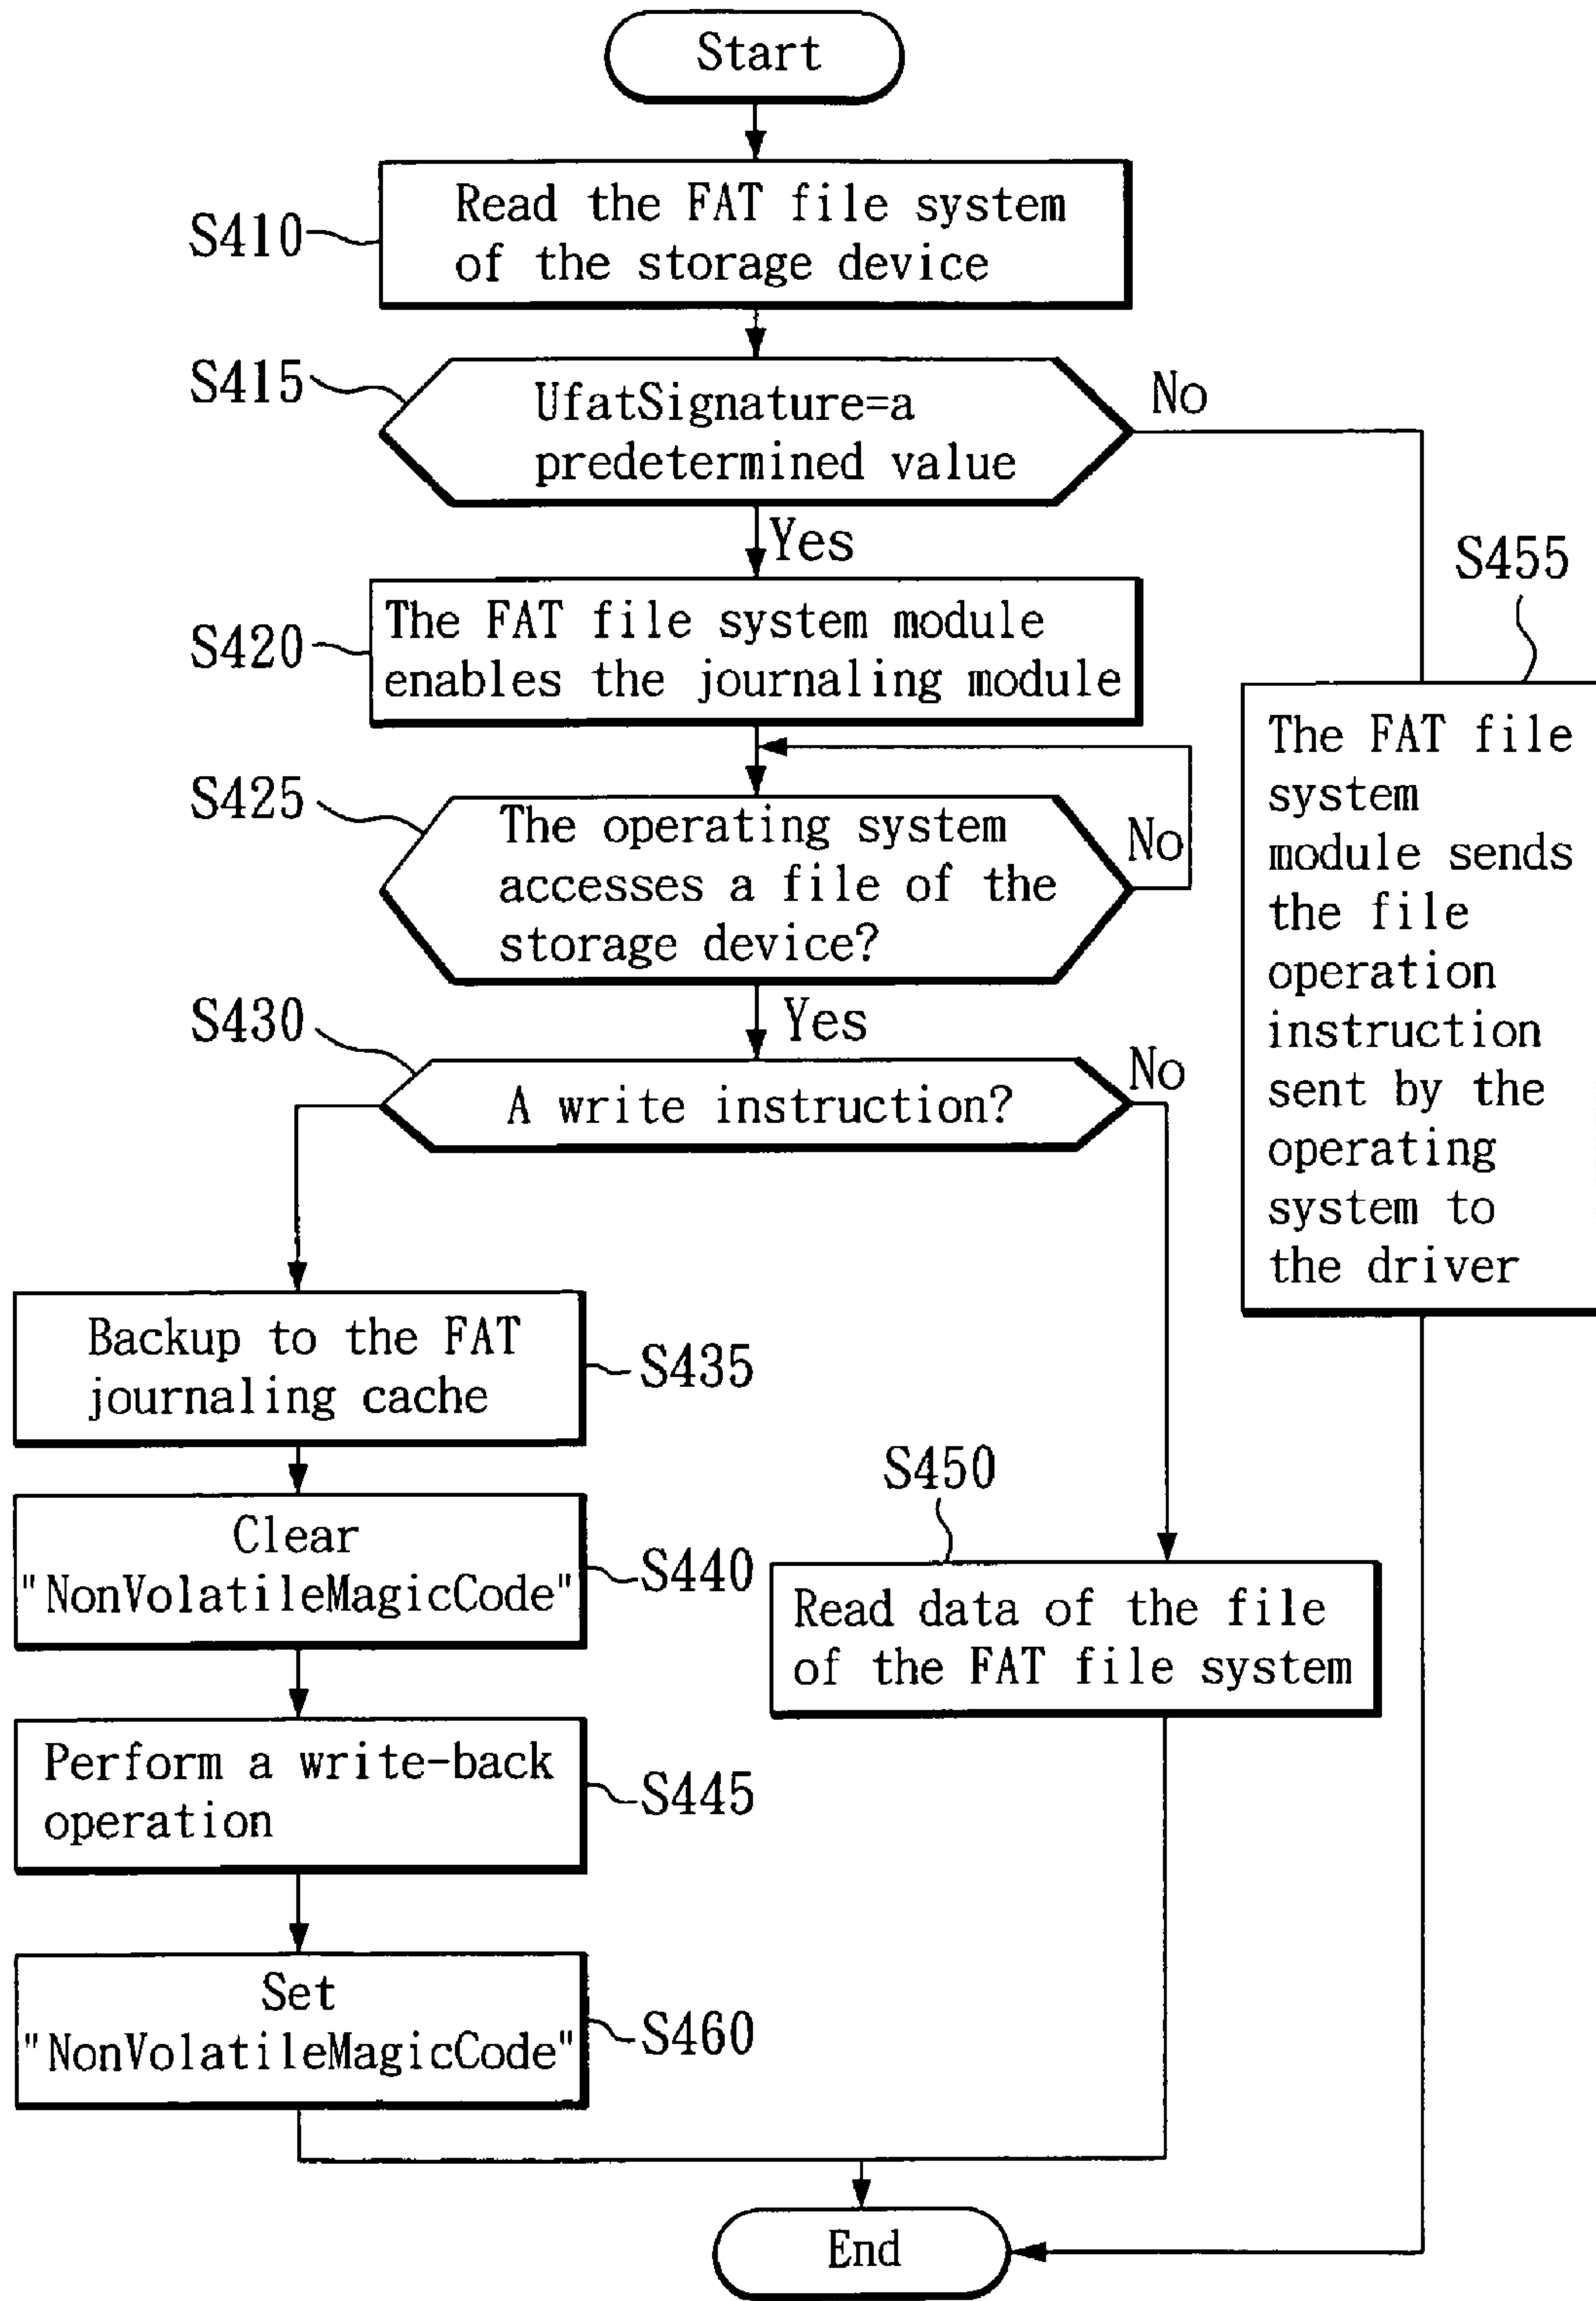 Start
S410
Read the FAT file system
of the storage device
S415
UfatSignature=a
predetermined value
No
Yes
S420
The FAT file system module
enables the journaling module
S455
The FAT file
system
module sends
the file
operation
instruction
sent by the
operating
system to
the driver
S425
The operating system
accesses a file of the
storage device?
No
Yes
S430
A write instruction?
No
Backup to the FAT
journaling cache
S435
Clear
"NonVolatileMagicCode"
S440
S450
Read data of the file
of the FAT file system
Perform a write-back
operation
S445
Set
"NonVolatileMagicCode"
S460
End